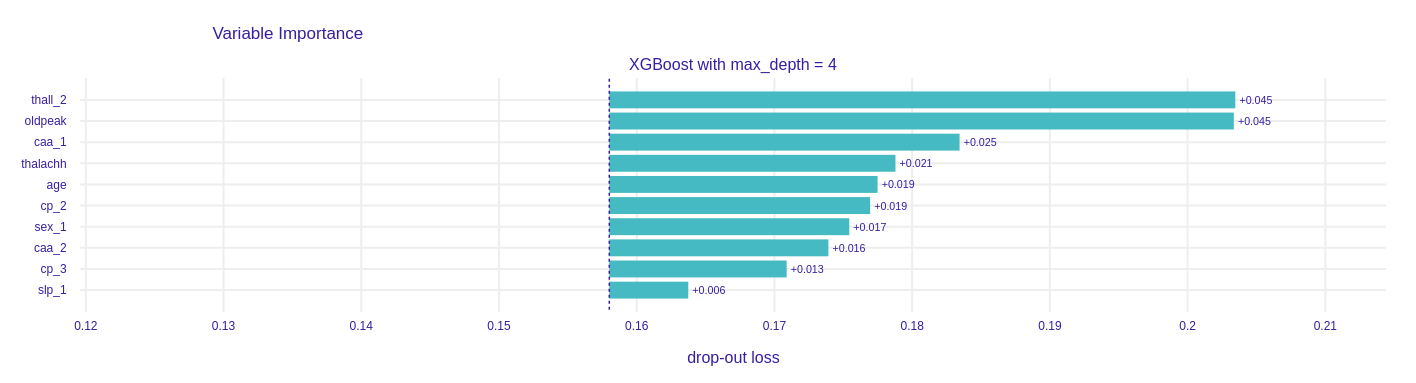 Variable Importance
XGBoost with max_depth = 4
thall_2 +0.045
oldpeak +0.045
caa_1 +0.025
thalachh +0.021
age +0.019
cp_2 +0.019
sex_1 +0.017
caa_2 +0.016
cp_3 +0.013
slp_1 +0.006
0.12 0.13 0.14 0.15 0.16 0.17 0.18 0.19 0.2 0.21
drop-out loss